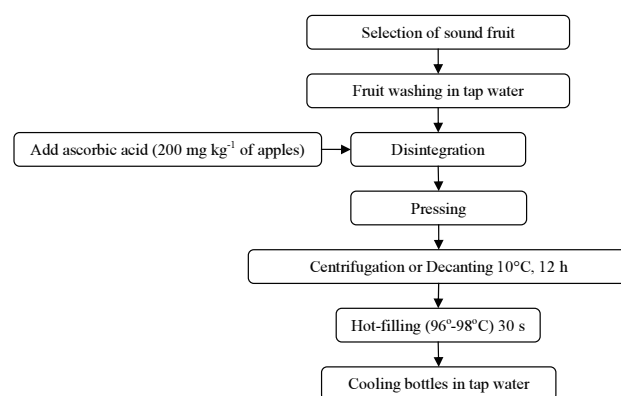 Selection of sound fruit
Fruit washing in tap water
Add ascorbic acid (200 mg kg⁻¹ of apples)
Disintegration
Pressing
Centrifugation or Decanting 10°C, 12 h
Hot-filling (96°-98°C) 30 s
Cooling bottles in tap water